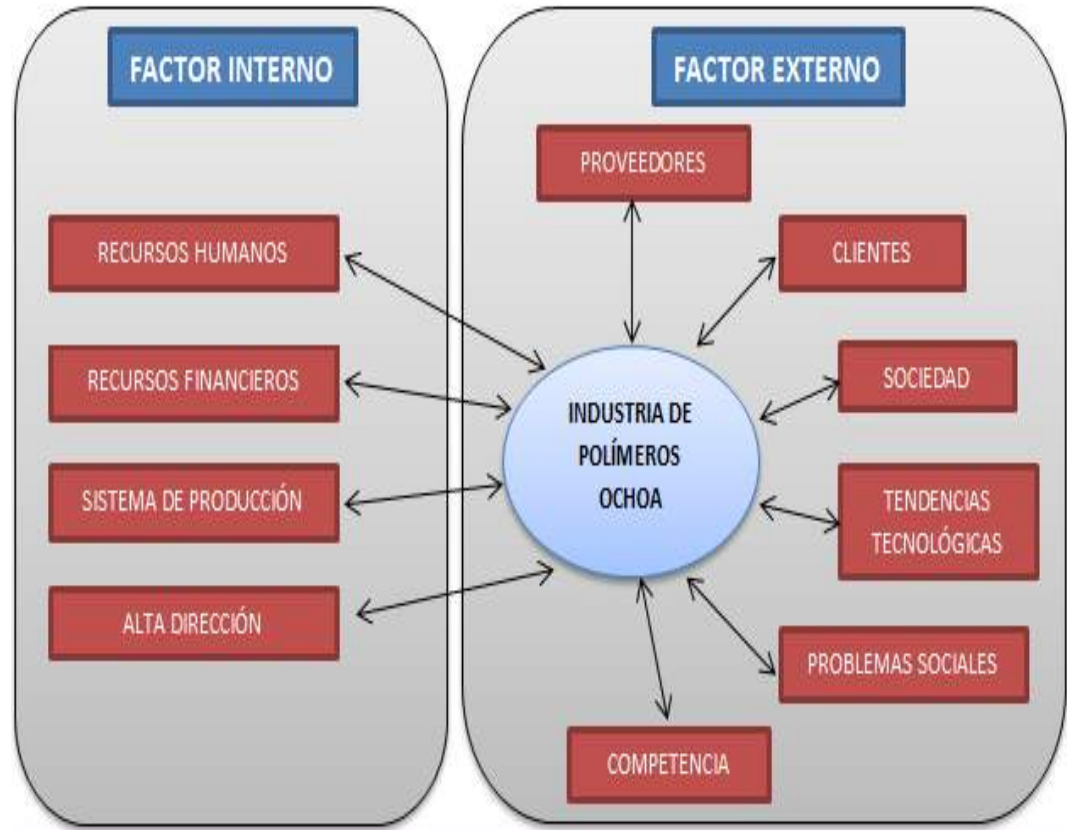 FACTOR INTERNO
RECURSOS HUMANOS
RECURSOS FINANCIEROS
SISTEMA DE PRODUCCIÓN
ALTA DIRECCIÓN
FACTOR EXTERNO
PROVEEDORES
CLIENTES
SOCIEDAD
TENDENCIAS
TECNOLÓGICAS
PROBLEMAS SOCIALES
COMPETENCIA
INDUSTRIA DE
POLÍMEROS
OCHOA